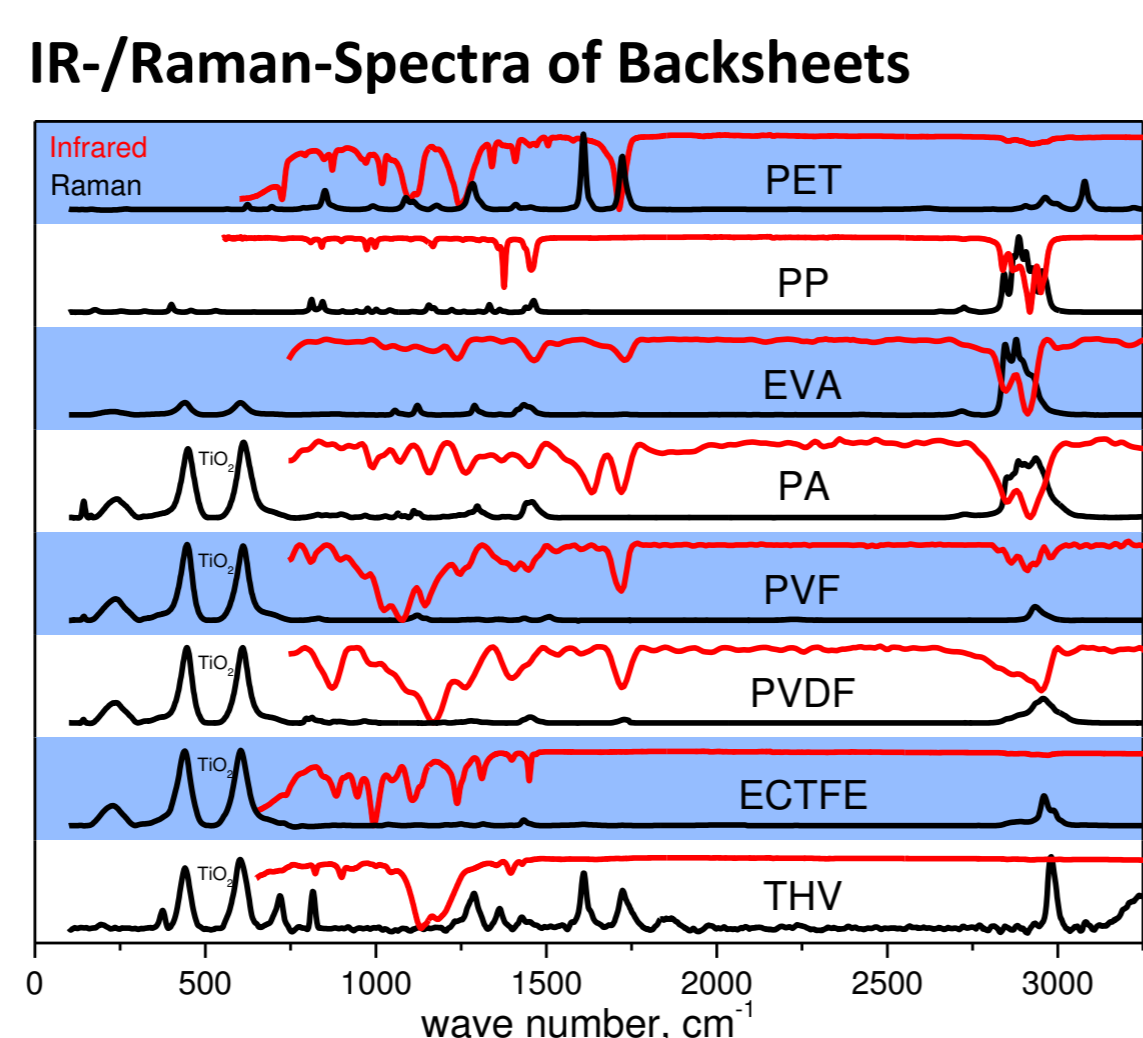 IR-/Raman-Spectra of Backsheets
Infrared
Raman
PET
PP
EVA
TiO2
PA
TiO2
PVF
TiO2
PVDF
TiO2
ECTFE
TiO2
THV
0 500 1000 1500 2000 2500 3000
wave number, cm-1